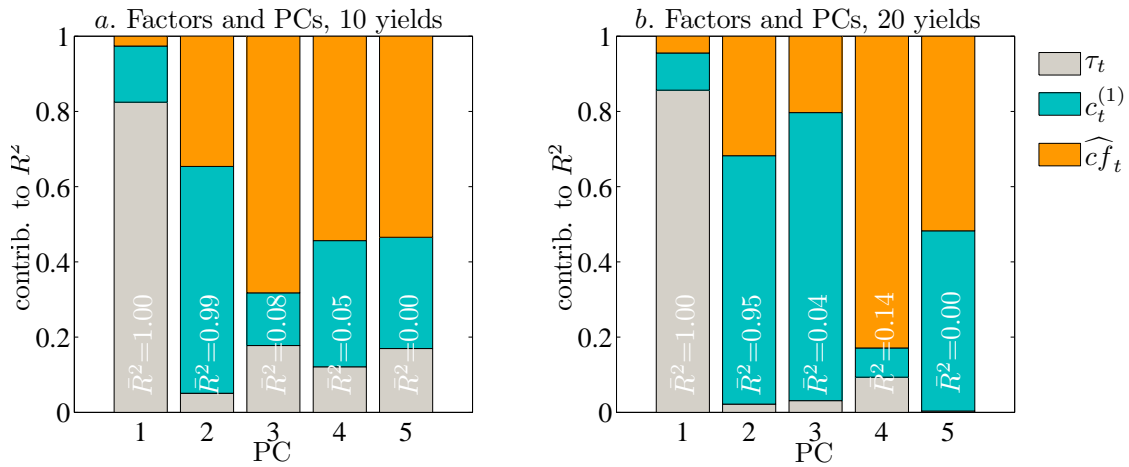 a. Factors and PCs, 10 yields
contrib. to R²
1
0.8
0.6
0.4
0.2
0
R̄²=1.00
R̄²=0.99
R̄²=0.08
R̄²=0.05
R̄²=0.00
1 2 3 4 5
PC
b. Factors and PCs, 20 yields
contrib. to R²
1
0.8
0.6
0.4
0.2
0
R̄²=1.00
R̄²=0.95
R̄²=0.04
R̄²=0.14
R̄²=0.00
1 2 3 4 5
PC
τₜ
cₜ⁽¹⁾
ĉfₜ